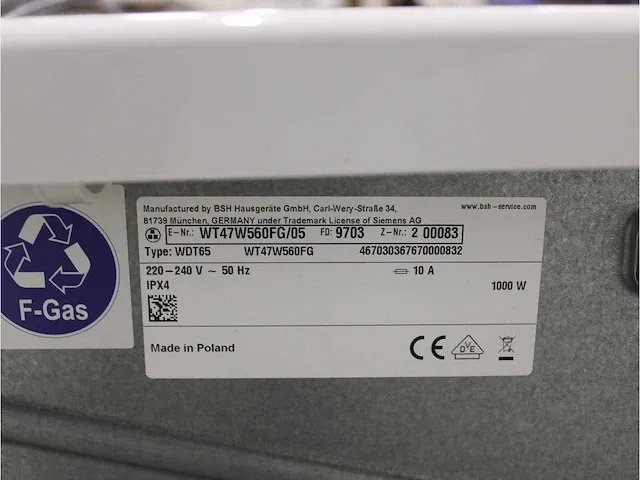 Manufactured by BSH Hausgeräte GmbH, Carl-Wery-Straße 34, www.bsh-service.com
81739 München, GERMANY under Trademark License of Siemens AG
E-Nr.: WT47W560FG/05 FD: 9703 Z-Nr.: 2 00083
Type: WDT65 WT47W560FG 467030367670000832
220-240 V ~ 50 Hz 10 A
IPX4 1000 W
Made in Poland CE DVE
F-Gas